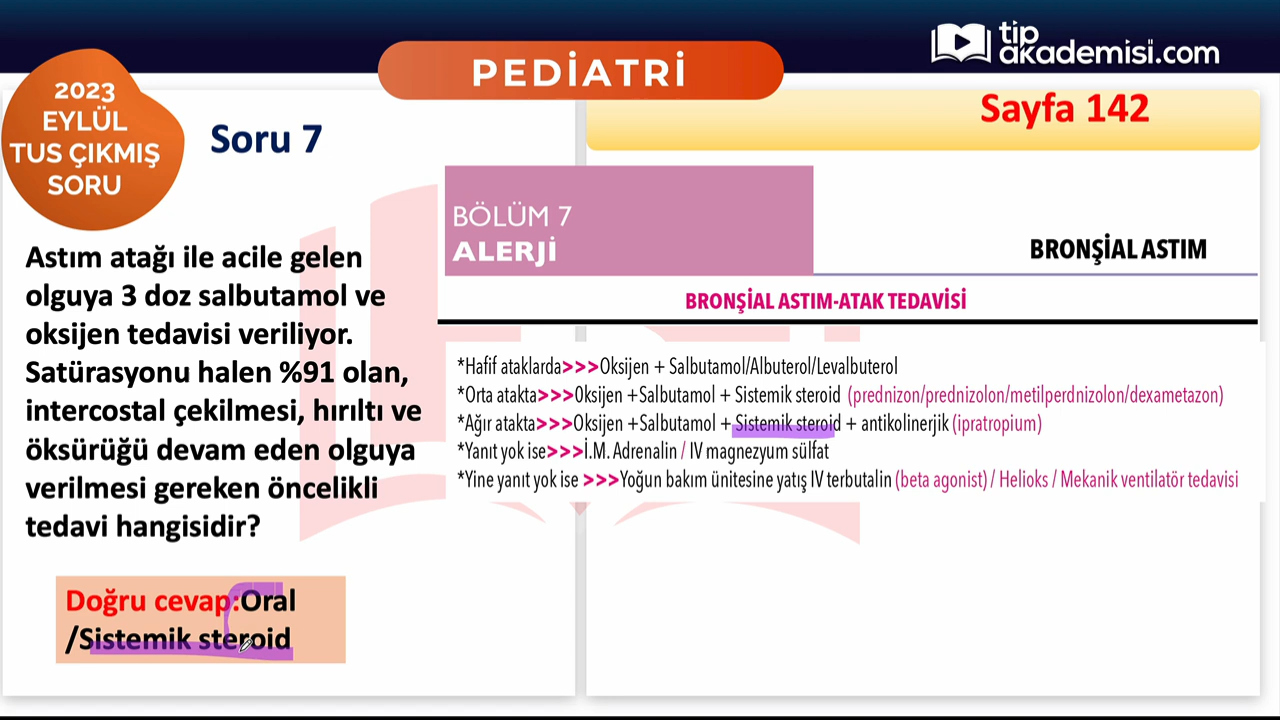 tip
akademisi.com
PEDİATRİ
2023
EYLÜL
TUS ÇIKMIŞ
SORU
Soru 7
Sayfa 142
BÖLÜM 7
ALERJİ
BRONŞİAL ASTIM
BRONŞİAL ASTIM-ATAK TEDAVİSİ
Astım atağı ile acile gelen
olguya 3 doz salbutamol ve
oksijen tedavisi veriliyor.
Satürasyonu halen %91 olan,
intercostal çekilmesi, hırıltı ve
öksürüğü devam eden olguya
verilmesi gereken öncelikli
tedavi hangisidir?
*Hafif ataklarda>>>Oksijen + Salbutamol/Albuterol/Levalbuterol
*Orta atakta>>>Oksijen +Salbutamol + Sistemik steroid (prednizon/prednizolon/metilperdnizolon/dexametazon)
*Ağır atakta>>>Oksijen +Salbutamol + Sistemik steroid + antikolinerjik (ipratropium)
*Yanıt yok ise>>>İ.M. Adrenalin / IV magnezyum sülfat
*Yine yanıt yok ise >>>Yoğun bakım ünitesine yatış IV terbutalin (beta agonist) / Helioks / Mekanik ventilatör tedavisi
Doğru cevap:Oral
/Sistemik steroid